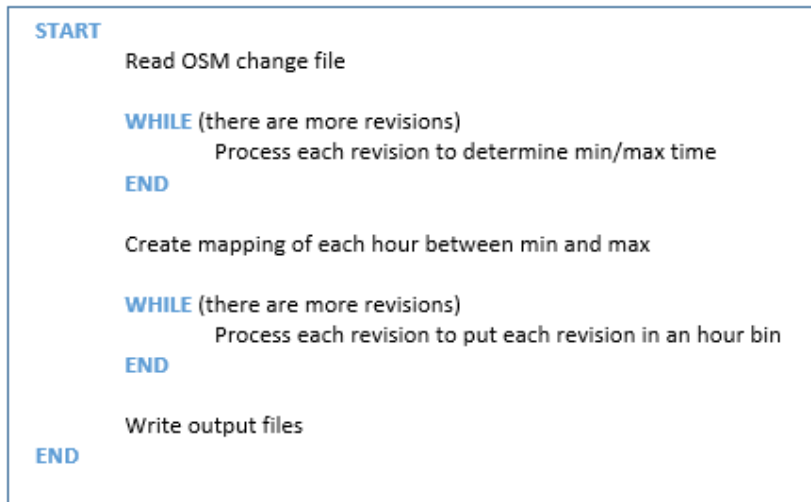 START
Read OSM change file
WHILE (there are more revisions)
Process each revision to determine min/max time
END
Create mapping of each hour between min and max
WHILE (there are more revisions)
Process each revision to put each revision in an hour bin
END
Write output files
END